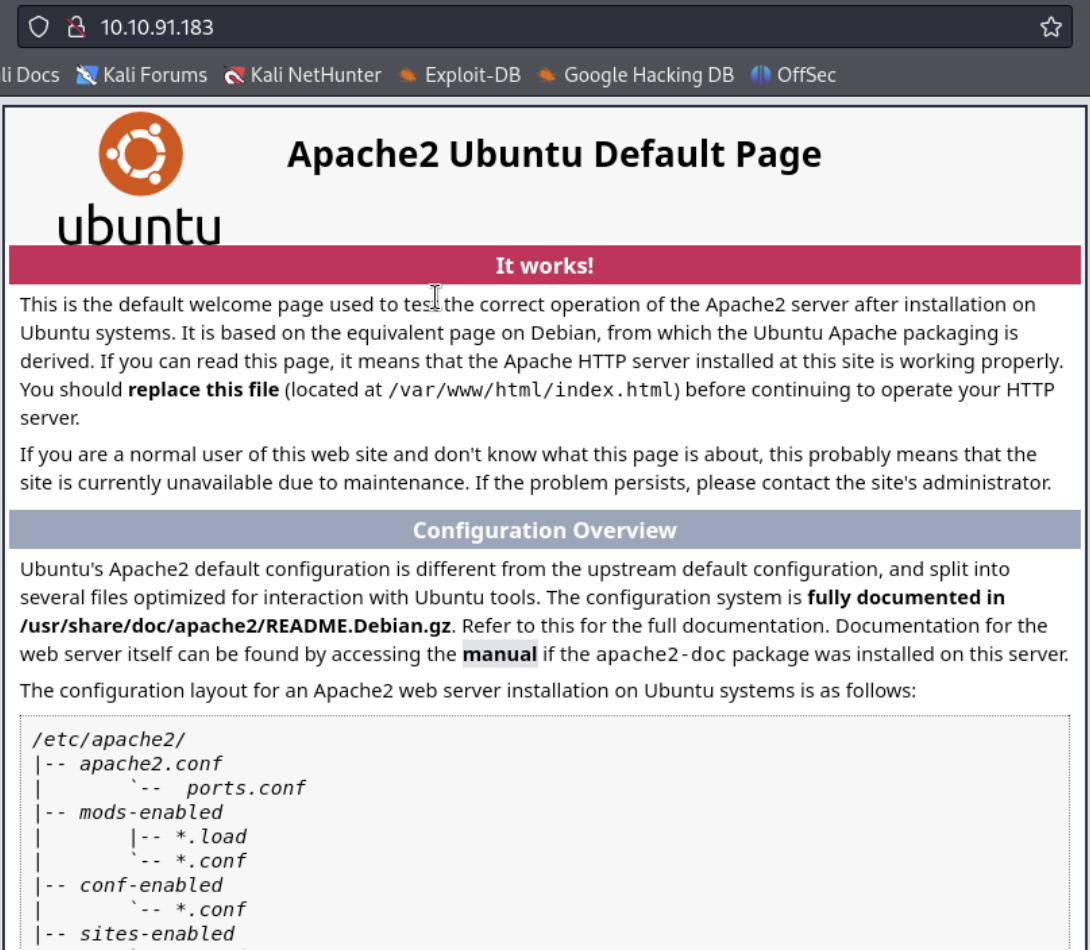 10.10.91.183
li Docs Kali Forums Kali NetHunter Exploit-DB Google Hacking DB OffSec
Apache2 Ubuntu Default Page
ubuntu
It works!
This is the default welcome page used to test the correct operation of the Apache2 server after installation on
Ubuntu systems. It is based on the equivalent page on Debian, from which the Ubuntu Apache packaging is
derived. If you can read this page, it means that the Apache HTTP server installed at this site is working properly.
You should replace this file (located at /var/www/html/index.html) before continuing to operate your HTTP
server.
If you are a normal user of this web site and don't know what this page is about, this probably means that the
site is currently unavailable due to maintenance. If the problem persists, please contact the site's administrator.
Configuration Overview
Ubuntu's Apache2 default configuration is different from the upstream default configuration, and split into
several files optimized for interaction with Ubuntu tools. The configuration system is fully documented in
/usr/share/doc/apache2/README.Debian.gz. Refer to this for the full documentation. Documentation for the
web server itself can be found by accessing the manual if the apache2-doc package was installed on this server.
The configuration layout for an Apache2 web server installation on Ubuntu systems is as follows:
/etc/apache2/
|-- apache2.conf
|       `--  ports.conf
|-- mods-enabled
|       |-- *.load
|       `-- *.conf
|-- conf-enabled
|       `-- *.conf
|-- sites-enabled